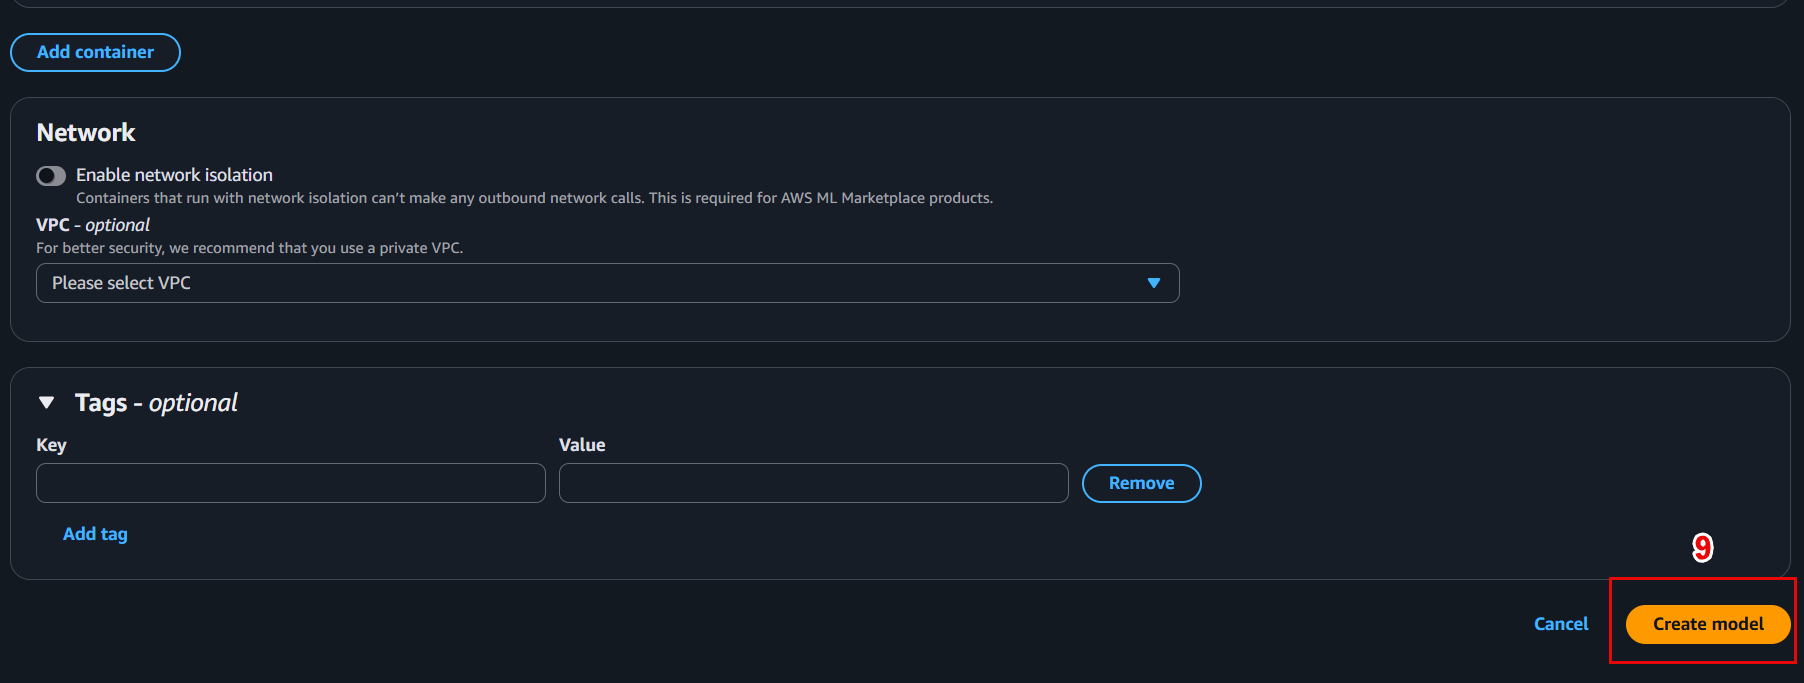 Add container
Network
Enable network isolation
Containers that run with network isolation can't make any outbound network calls. This is required for AWS ML Marketplace products.
VPC - optional
For better security, we recommend that you use a private VPC.
Please select VPC
Tags - optional
Key Value
Remove
Add tag
9
Cancel Create model